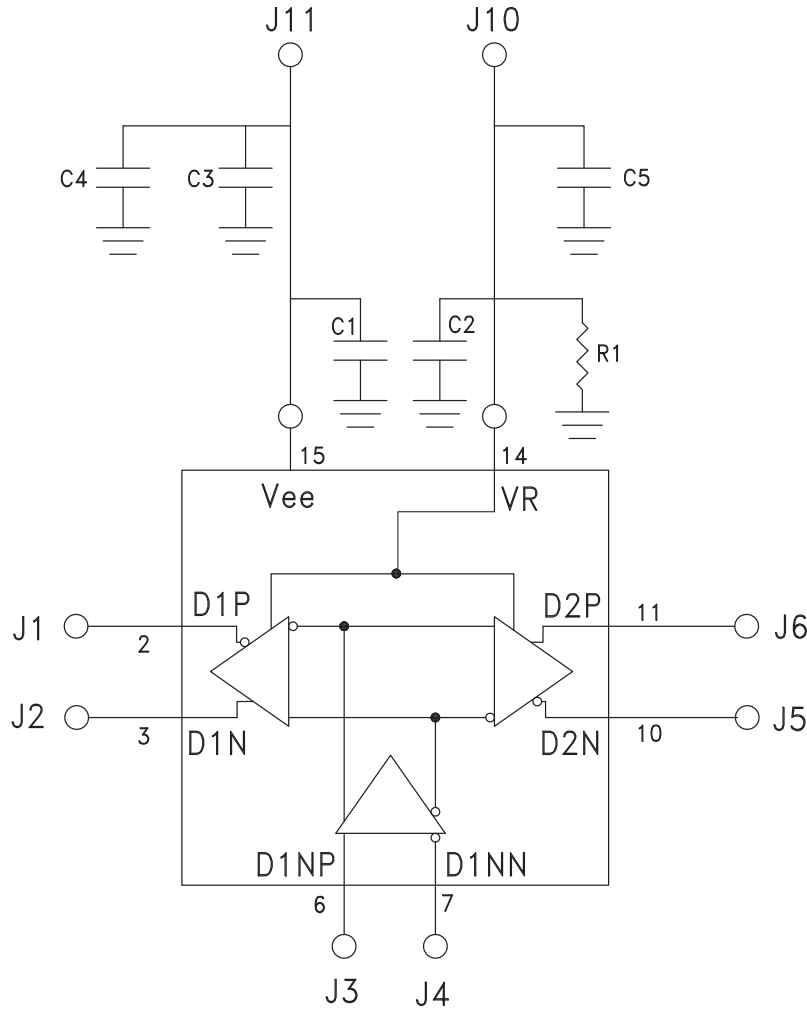 J11 J10
C4 C3 C5
C1 C2 R1
15 14
Vee VR
D1P D2P
J1 2 11 J6
J2 3 10 J5
D1N D2N
D1NP D1NN
6 7
J3 J4